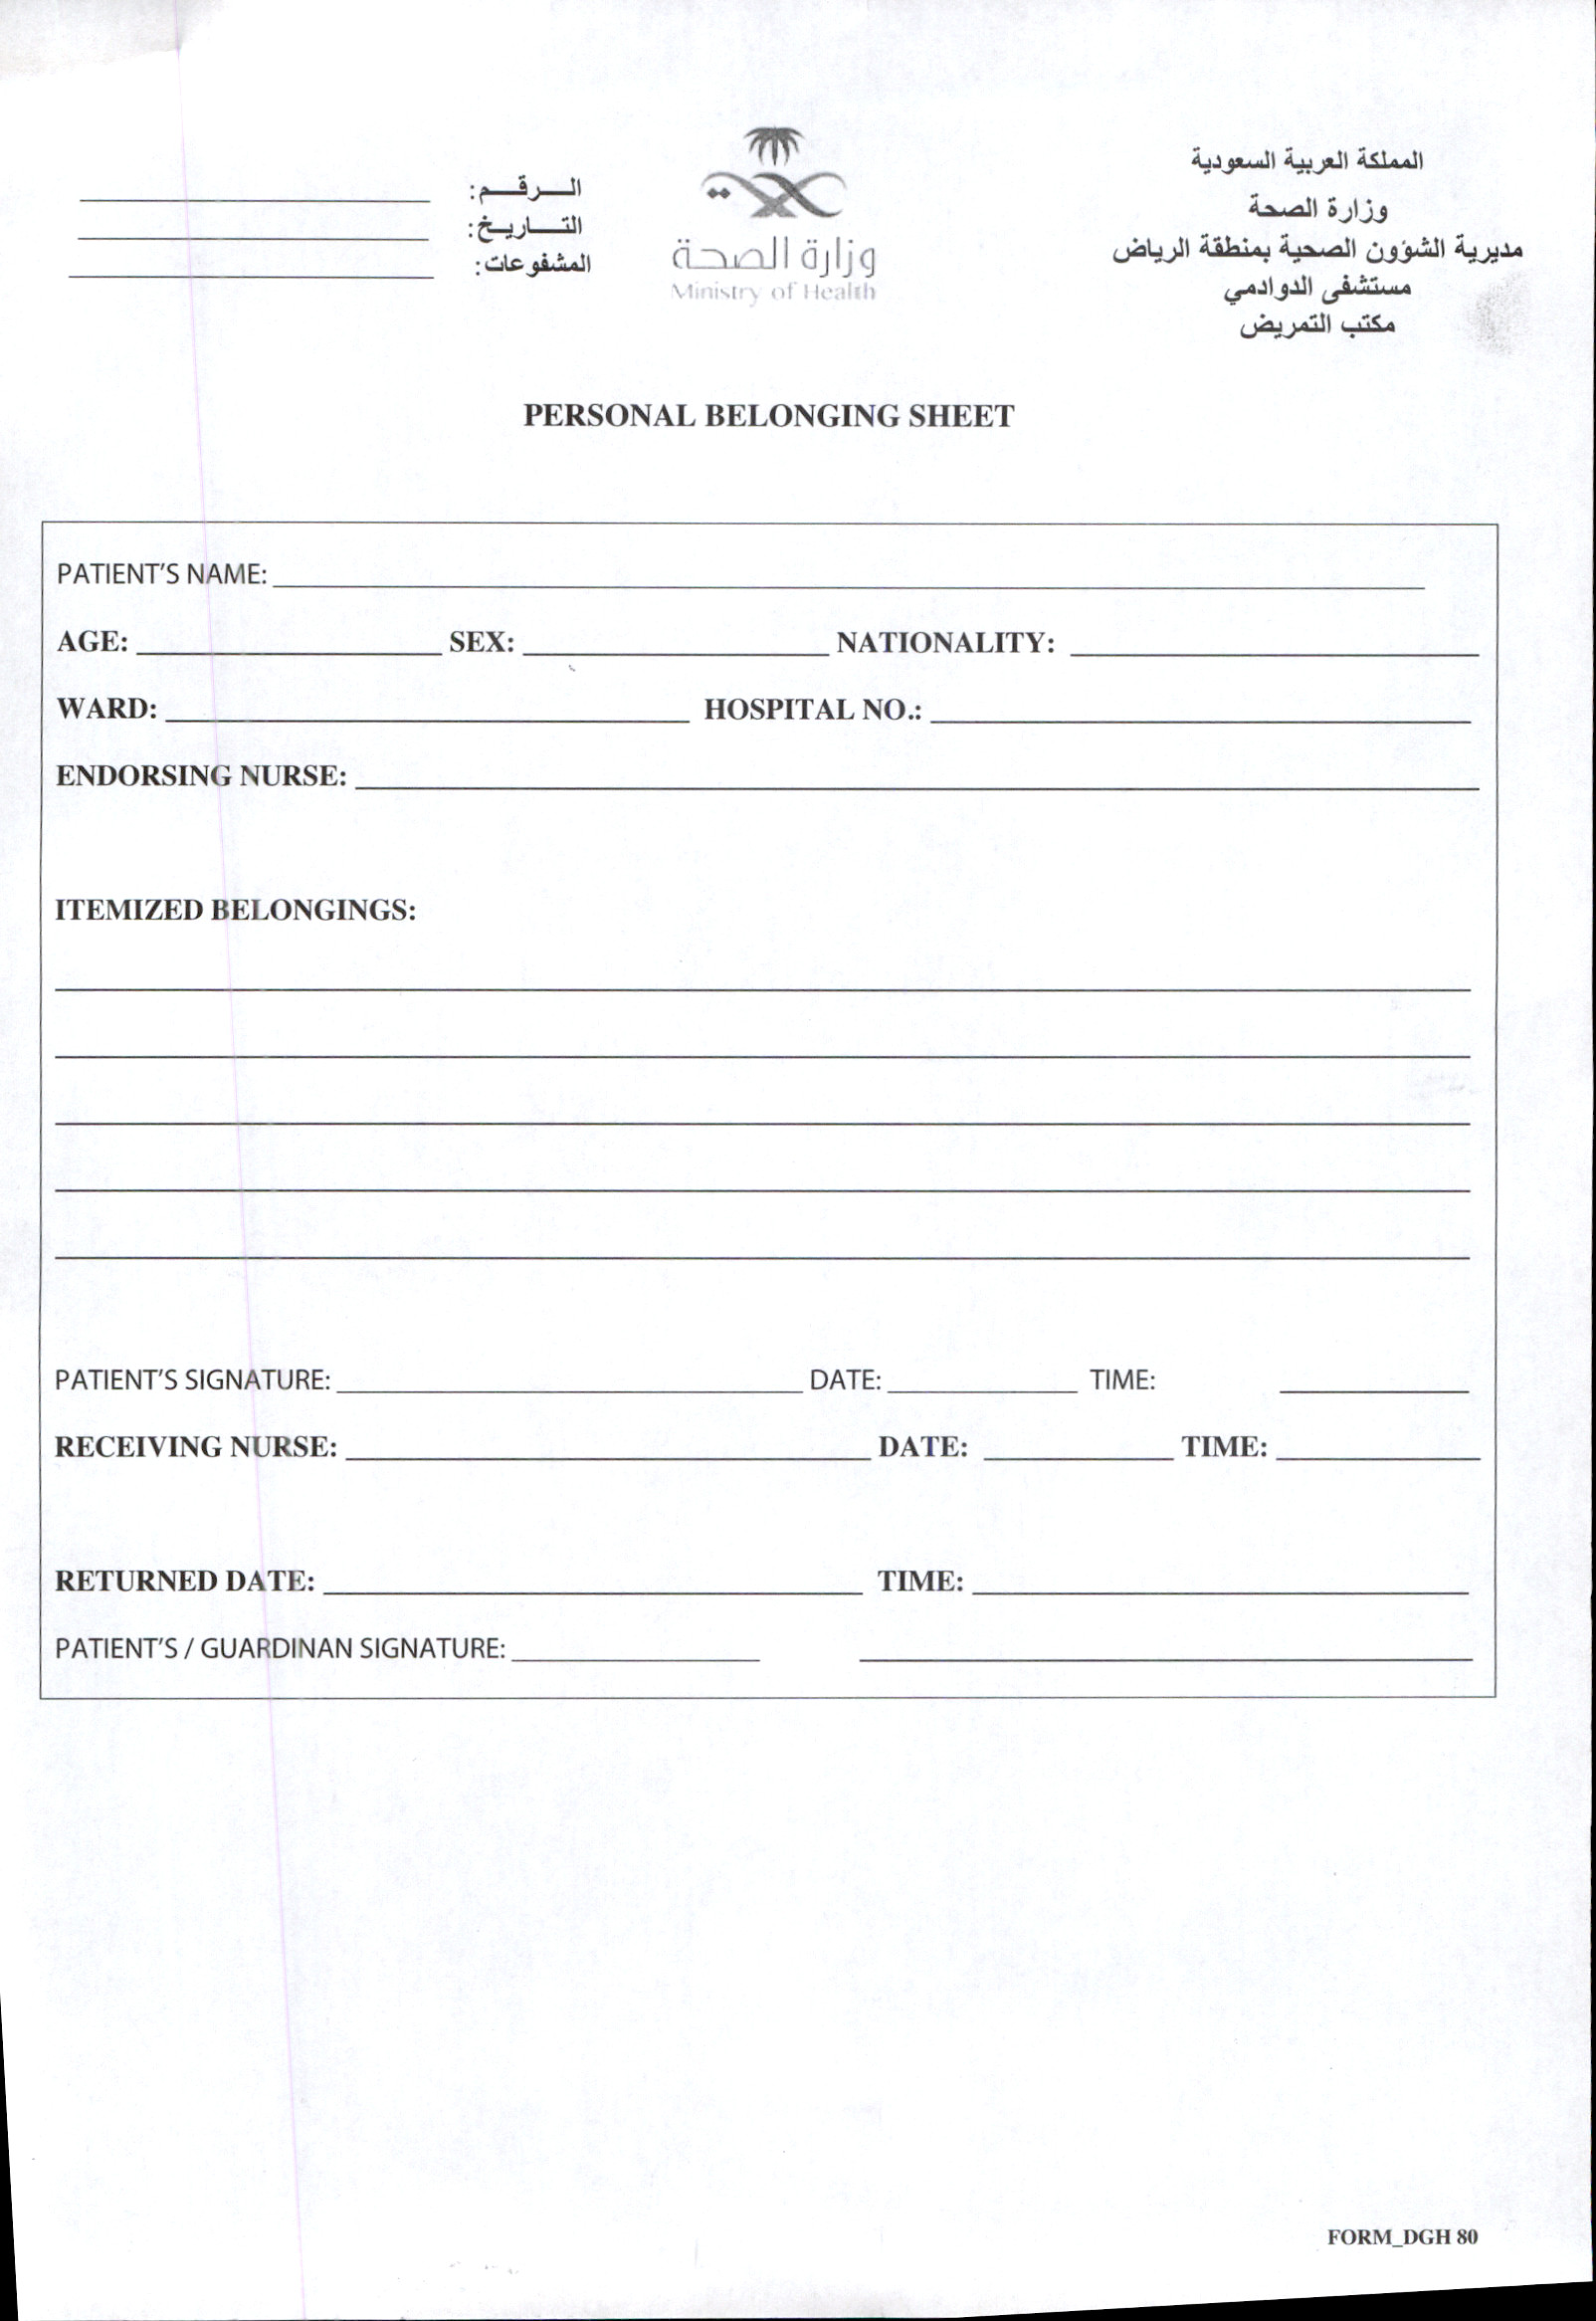 المملكة العربية السعودية
وزارة الصحة
مديرية الشؤون الصحية بمنطقة الرياض
مستشفى الدوادمي
مكتب التمريض
وزارة الصحة
Ministry of Health
الـــرقـــم:
التـــاريـخ:
المشفوعات:
PERSONAL BELONGING SHEET
PATIENT'S NAME:
AGE: SEX: NATIONALITY:
WARD: HOSPITAL NO.:
ENDORSING NURSE:
ITEMIZED BELONGINGS:
PATIENT'S SIGNATURE: DATE: TIME:
RECEIVING NURSE: DATE: TIME:
RETURNED DATE: TIME:
PATIENT'S / GUARDINAN SIGNATURE:
FORM_DGH 80